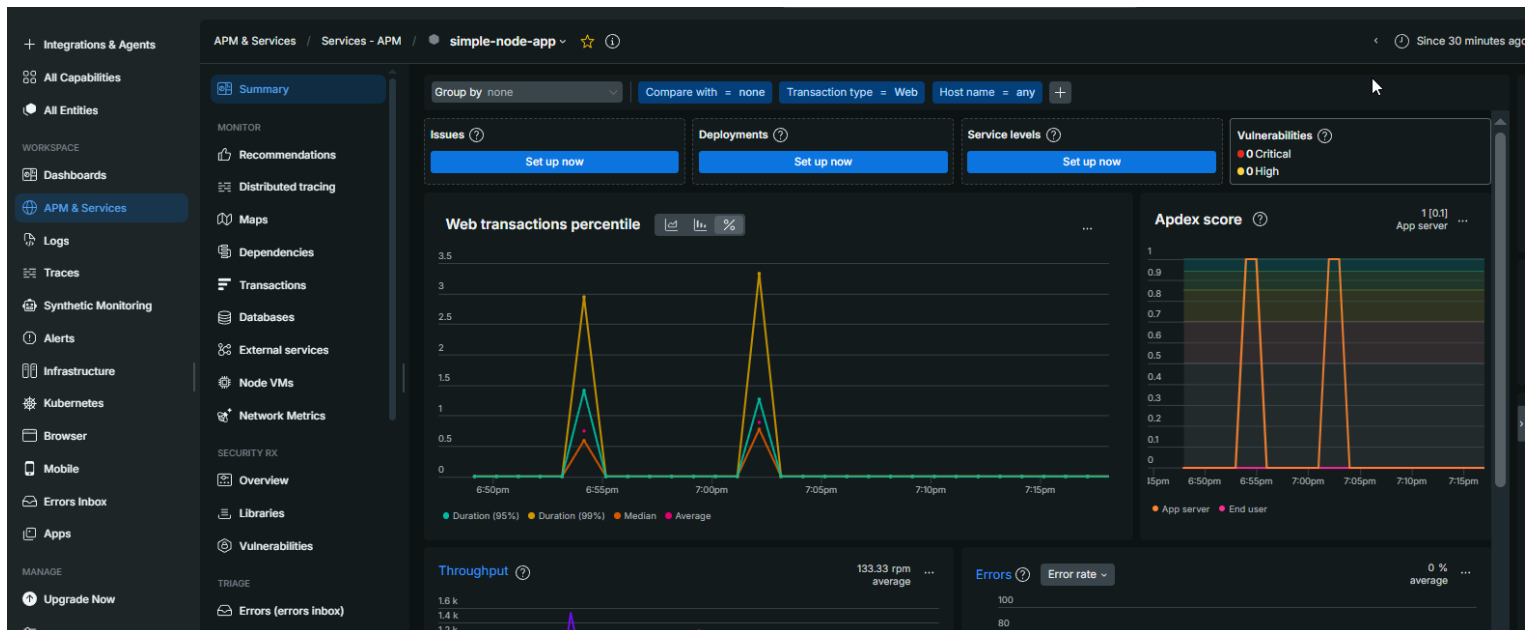 Integrations & Agents
All Capabilities
All Entities
WORKSPACE
Dashboards
APM & Services
Logs
Traces
Synthetic Monitoring
Alerts
Infrastructure
Kubernetes
Browser
Mobile
Errors Inbox
Apps
MANAGE
Upgrade Now
APM & Services / Services - APM / simple-node-app
Since 30 minutes ago
Summary
MONITOR
Recommendations
Distributed tracing
Maps
Dependencies
Transactions
Databases
External services
Node VMs
Network Metrics
SECURITY RX
Overview
Libraries
Vulnerabilities
TRIAGE
Errors (errors inbox)
Group by none
Compare with = none
Transaction type = Web
Host name = any
Issues
Set up now
Deployments
Set up now
Service levels
Set up now
Vulnerabilities
0 Critical
0 High
Web transactions percentile
3.5
3
2.5
2
1.5
1
0.5
0
6:50pm 6:55pm 7:00pm 7:05pm 7:10pm 7:15pm
Duration (95%) Duration (99%) Median Average
Apdex score
1 [0.1]
App server
1
0.9
0.8
0.7
0.6
0.5
0.4
0.3
0.2
0.1
0
15pm 6:50pm 6:55pm 7:00pm 7:05pm 7:10pm 7:15pm
App server End user
Throughput
133.33 rpm
average
1.6 k
1.4 k
1.2 k
Errors
Error rate
0 %
average
100
80